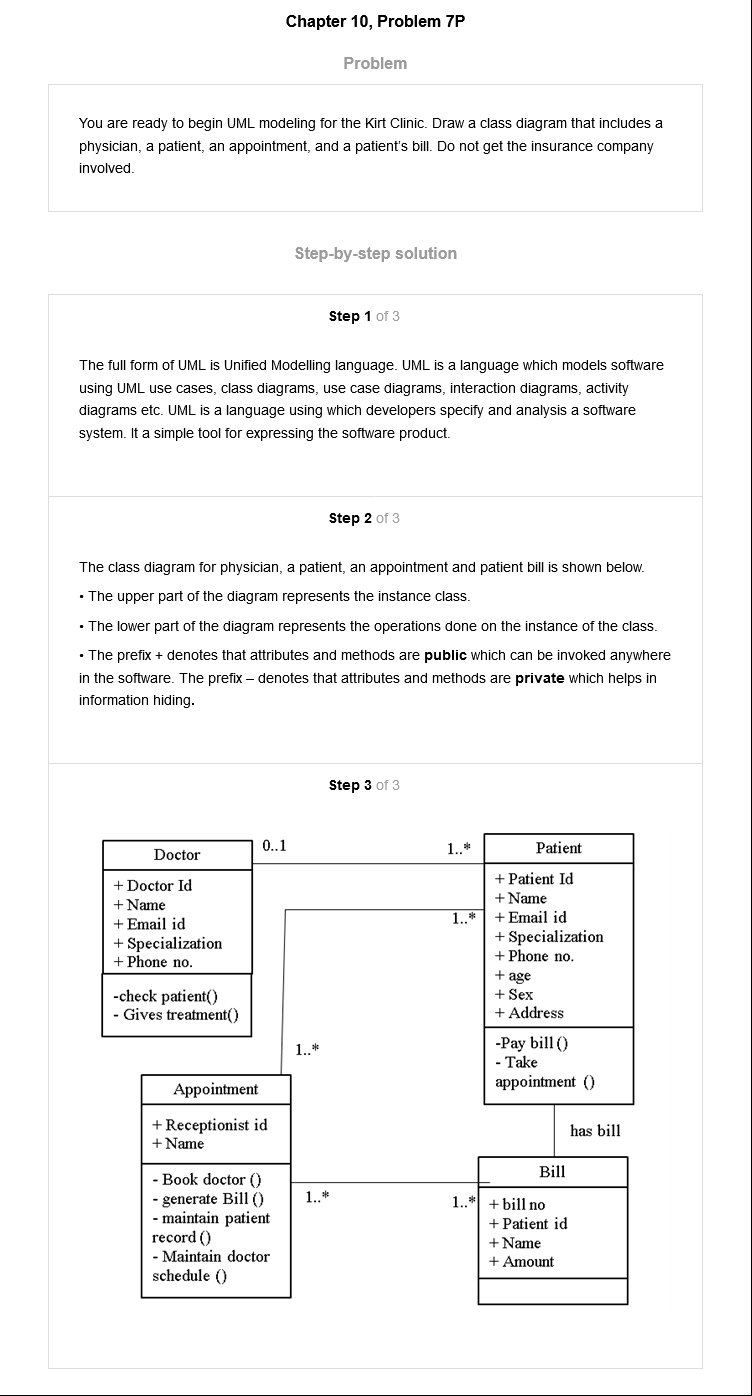 Chapter 10, Problem 7P
Problem
You are ready to begin UML modeling for the Kirt Clinic. Draw a class diagram that includes a
physician, a patient, an appointment, and a patient's bill. Do not get the insurance company
involved.
Step-by-step solution
Step 1 of 3
The full form of UML is Unified Modelling language. UML is a language which models software
using UML use cases, class diagrams, use case diagrams, interaction diagrams, activity
diagrams etc. UML is a language using which developers specify and analysis a software
system. It a simple tool for expressing the software product.
Step 2 of 3
The class diagram for physician, a patient, an appointment and patient bill is shown below.
• The upper part of the diagram represents the instance class.
• The lower part of the diagram represents the operations done on the instance of the class.
• The prefix + denotes that attributes and methods are public which can be invoked anywhere
in the software. The prefix – denotes that attributes and methods are private which helps in
information hiding.
Step 3 of 3
Doctor
+ Doctor Id
+ Name
+ Email id
+ Specialization
+ Phone no.
-check patient()
- Gives treatment()
0..1
1..*
Patient
+ Patient Id
+ Name
+ Email id
+ Specialization
+ Phone no.
+ age
+ Sex
+ Address
-Pay bill ()
- Take
appointment ()
1..*
1..*
Appointment
+ Receptionist id
+ Name
- Book doctor ()
- generate Bill ()
- maintain patient
record ()
- Maintain doctor
schedule ()
has bill
1..*
1..*
Bill
+ bill no
+ Patient id
+ Name
+ Amount